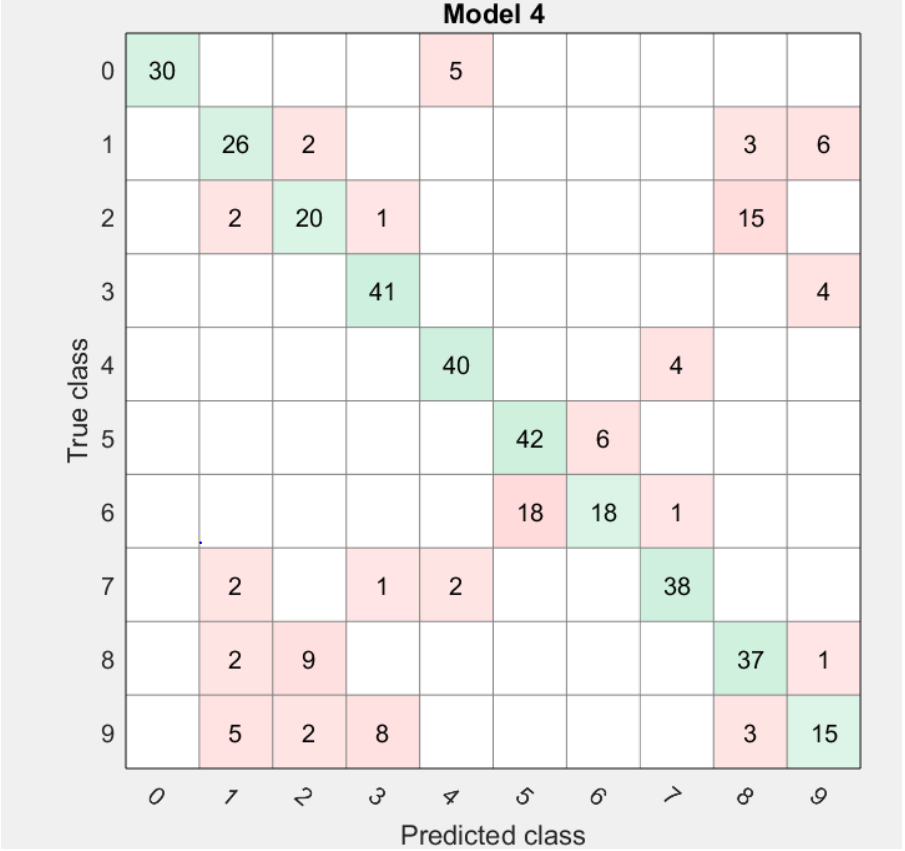 Model 4
0 30 5
1 26 2 3 6
2 2 20 1 15
3 41 4
4 40 4
5 42 6
6 18 18 1
7 2 1 2 38
8 2 9 37 1
9 5 2 8 3 15
True class
0 1 2 3 4 5 6 7 8 9
Predicted class